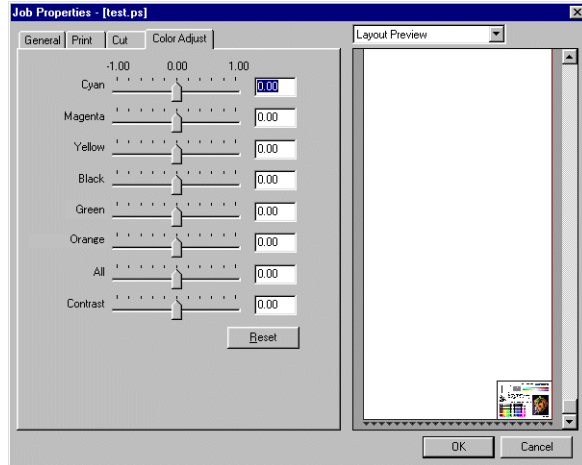 Job Properties - [test.ps]
General Print Cut Color Adjust
Layout Preview
-1.00 0.00 1.00
Cyan 0.00
Magenta 0.00
Yellow 0.00
Black 0.00
Green 0.00
Orange 0.00
All 0.00
Contrast 0.00
Reset
OK Cancel